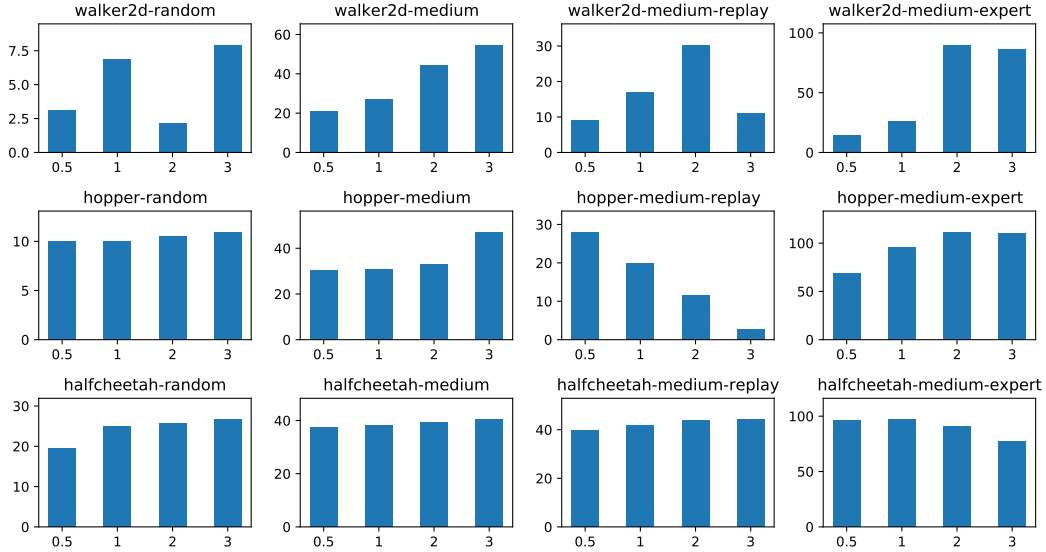 walker2d-random walker2d-medium walker2d-medium-replay walker2d-medium-expert
7.5 60 30 100
5.0 40 20 50
2.5 20 10
0.0 0 0 0
0.5 1 2 3 0.5 1 2 3 0.5 1 2 3 0.5 1 2 3
hopper-random hopper-medium hopper-medium-replay hopper-medium-expert
10 40 30 100
5 20 20 50
0 0 10 0
0
0.5 1 2 3 0.5 1 2 3 0.5 1 2 3 0.5 1 2 3
halfcheetah-random halfcheetah-medium halfcheetah-medium-replay halfcheetah-medium-expert
30 40 40 100
20 20 20 50
10 0 0 0
0
0.5 1 2 3 0.5 1 2 3 0.5 1 2 3 0.5 1 2 3